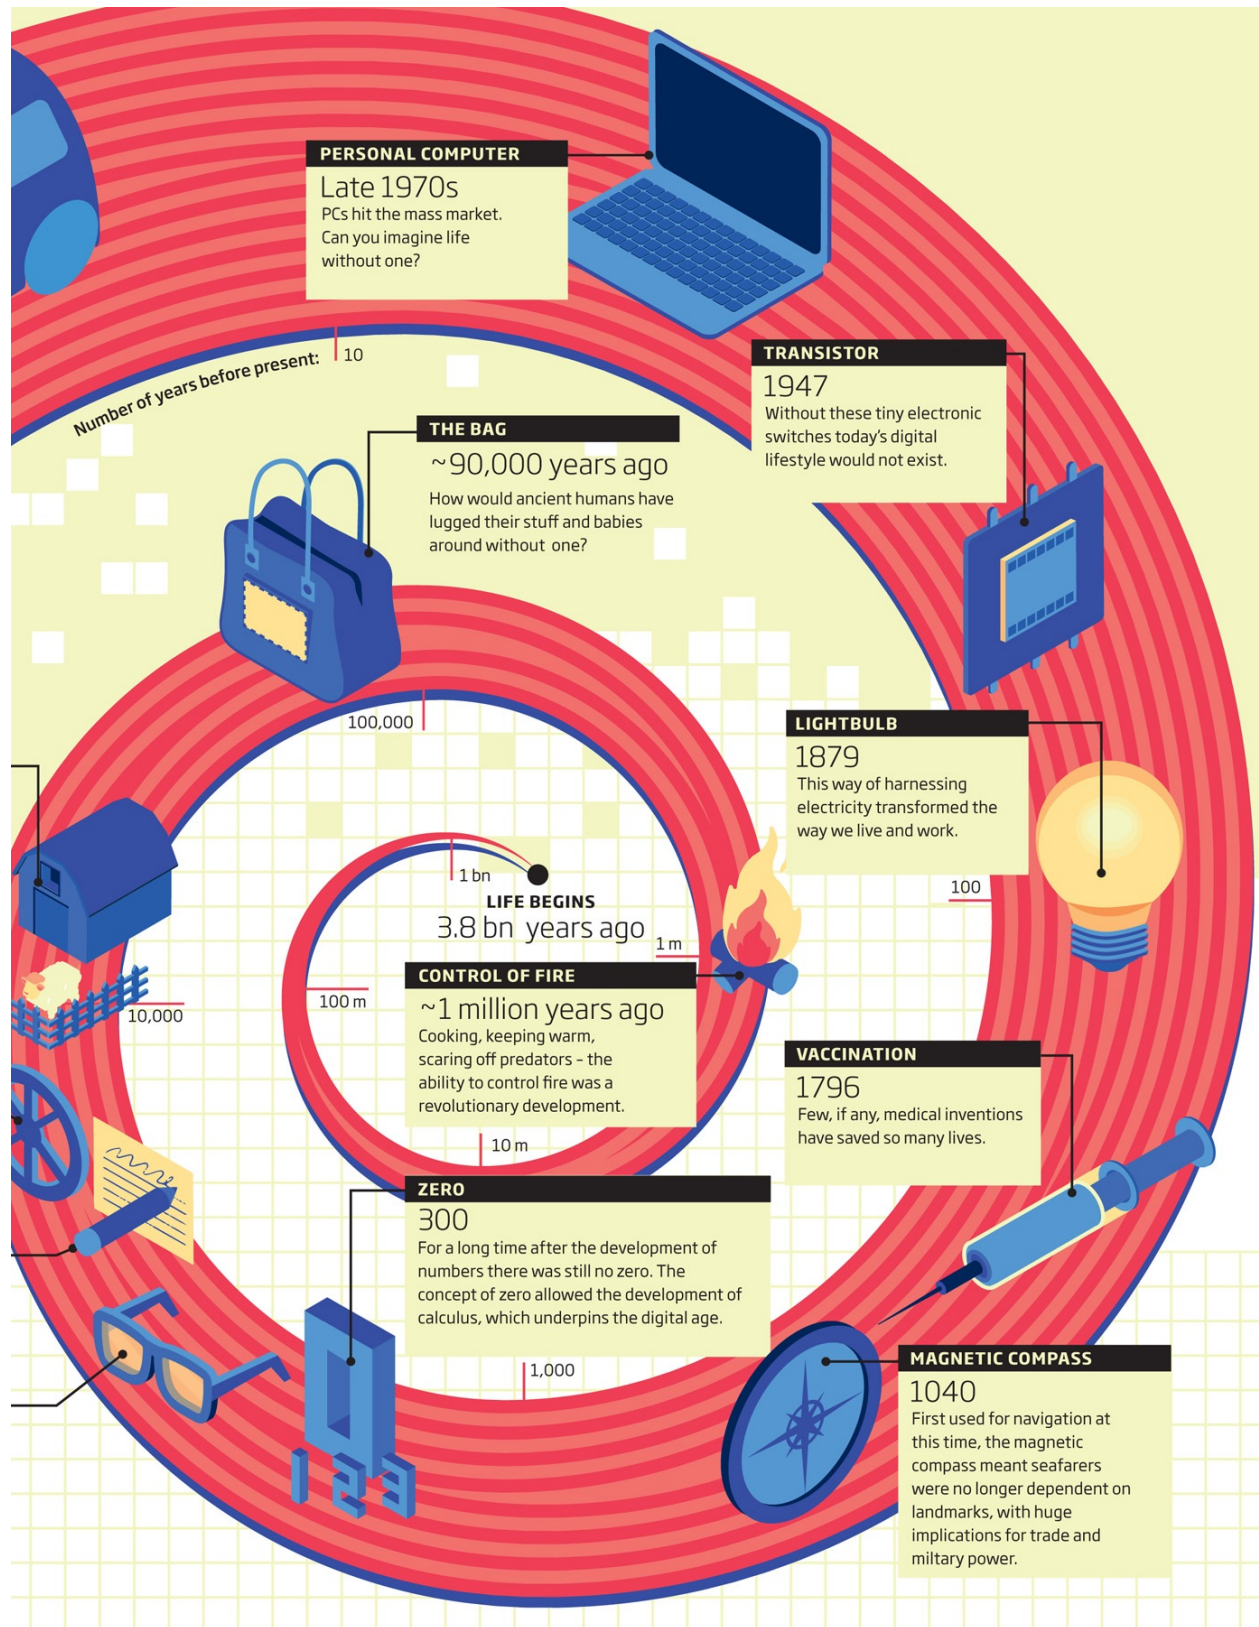 PERSONAL COMPUTER
Late 1970s
PCs hit the mass market.
Can you imagine life
without one?
Number of years before present:
10
TRANSISTOR
1947
Without these tiny electronic
switches today's digital
lifestyle would not exist.
THE BAG
~90,000 years ago
How would ancient humans have
lugged their stuff and babies
around without one?
100,000
LIGHTBULB
1879
This way of harnessing
electricity transformed the
way we live and work.
100
1 bn
LIFE BEGINS
3.8 bn years ago
1 m
CONTROL OF FIRE
~1 million years ago
Cooking, keeping warm,
scaring off predators – the
ability to control fire was a
revolutionary development.
100 m
10,000
10 m
VACCINATION
1796
Few, if any, medical inventions
have saved so many lives.
ZERO
300
For a long time after the development of
numbers there was still no zero. The
concept of zero allowed the development of
calculus, which underpins the digital age.
1,000
0
123
MAGNETIC COMPASS
1040
First used for navigation at
this time, the magnetic
compass meant seafarers
were no longer dependent on
landmarks, with huge
implications for trade and
miltary power.